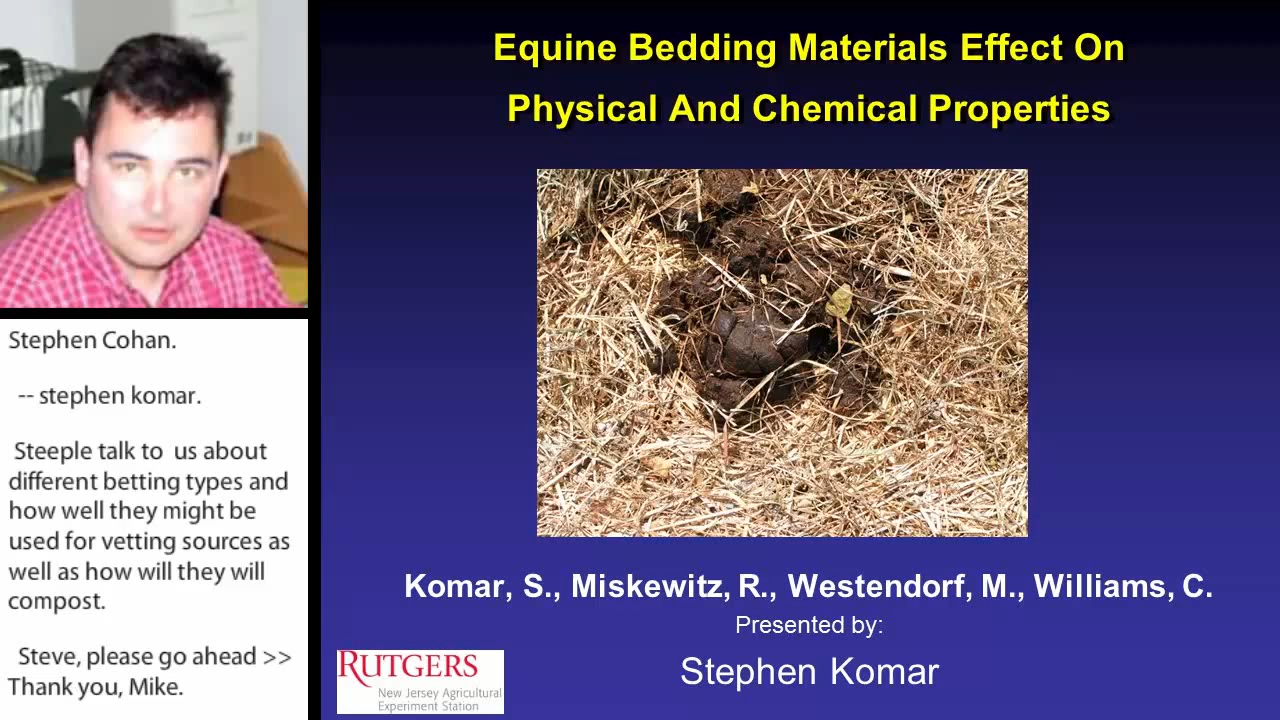 Equine Bedding Materials Effect On
Physical And Chemical Properties
Stephen Cohan.
-- stephen komar.
Steeple talk to us about
different betting types and
how well they might be
used for vetting sources as
well as how will they will
compost.
Steve, please go ahead >>
Thank you, Mike.
Komar, S., Miskewitz, R., Westendorf, M., Williams, C.
Presented by:
Stephen Komar
RUTGERS
New Jersey Agricultural
Experiment Station